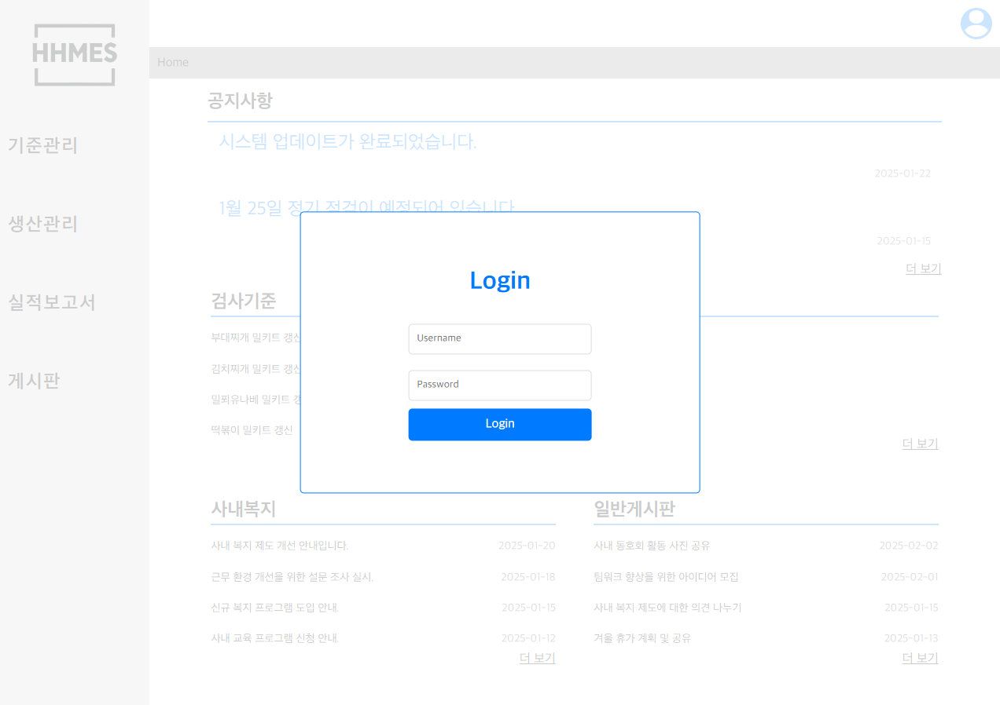 HHMES
기준관리
생산관리
실적보고서
게시판
Home
공지사항
시스템 업데이트가 완료되었습니다.
2025-01-22
1월 25일 정기 점검이 예정되어 있습니다
2025-01-15
더 보기
검사기준
부대찌개 밀키트 갱신
김치찌개 밀키트 갱신
밀푀유나베 밀키트
떡볶이 밀키트 갱신
더 보기
Login
Username
Password
Login
사내복지
사내 복지 제도 개선 안내입니다.
2025-01-20
근무 환경 개선을 위한 설문 조사 실시.
2025-01-18
신규 복지 프로그램 도입 안내.
2025-01-15
사내 교육 프로그램 신청 안내.
2025-01-12
더 보기
일반게시판
사내 동호회 활동 사진 공유
2025-02-02
팀워크 향상을 위한 아이디어 모집
2025-02-01
사내 복지 제도에 대한 의견 나누기
2025-01-15
겨울 휴가 계획 및 공유
2025-01-13
더 보기